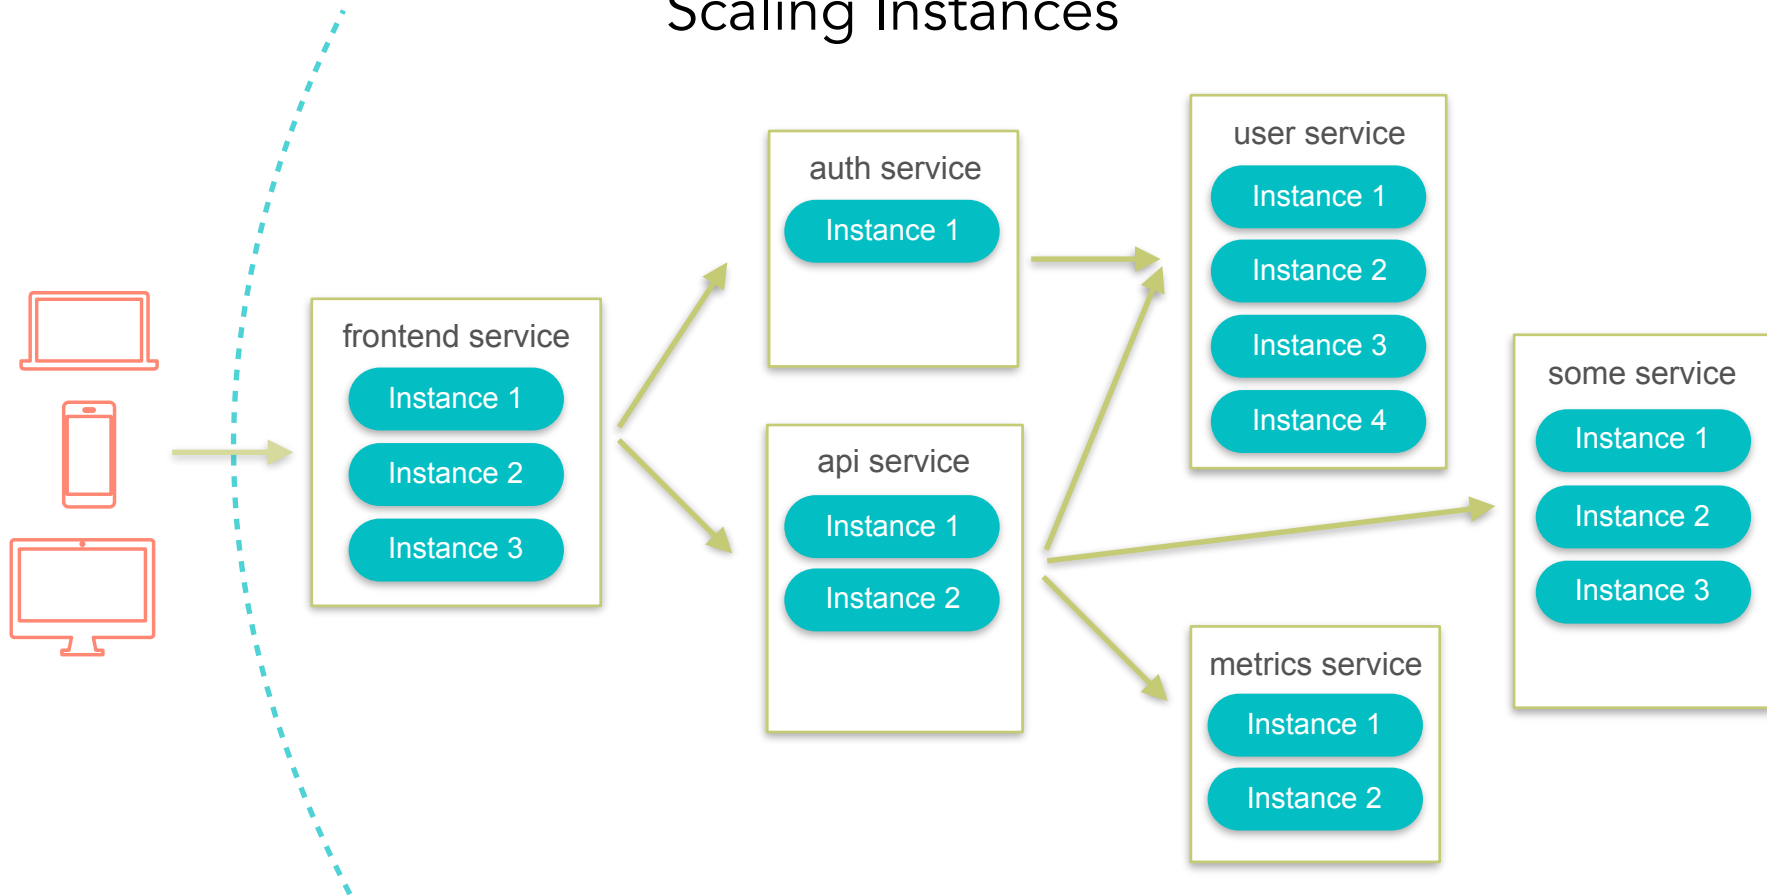 Scaling Instances
frontend service
Instance 1
Instance 2
Instance 3
auth service
Instance 1
api service
Instance 1
Instance 2
user service
Instance 1
Instance 2
Instance 3
Instance 4
metrics service
Instance 1
Instance 2
some service
Instance 1
Instance 2
Instance 3